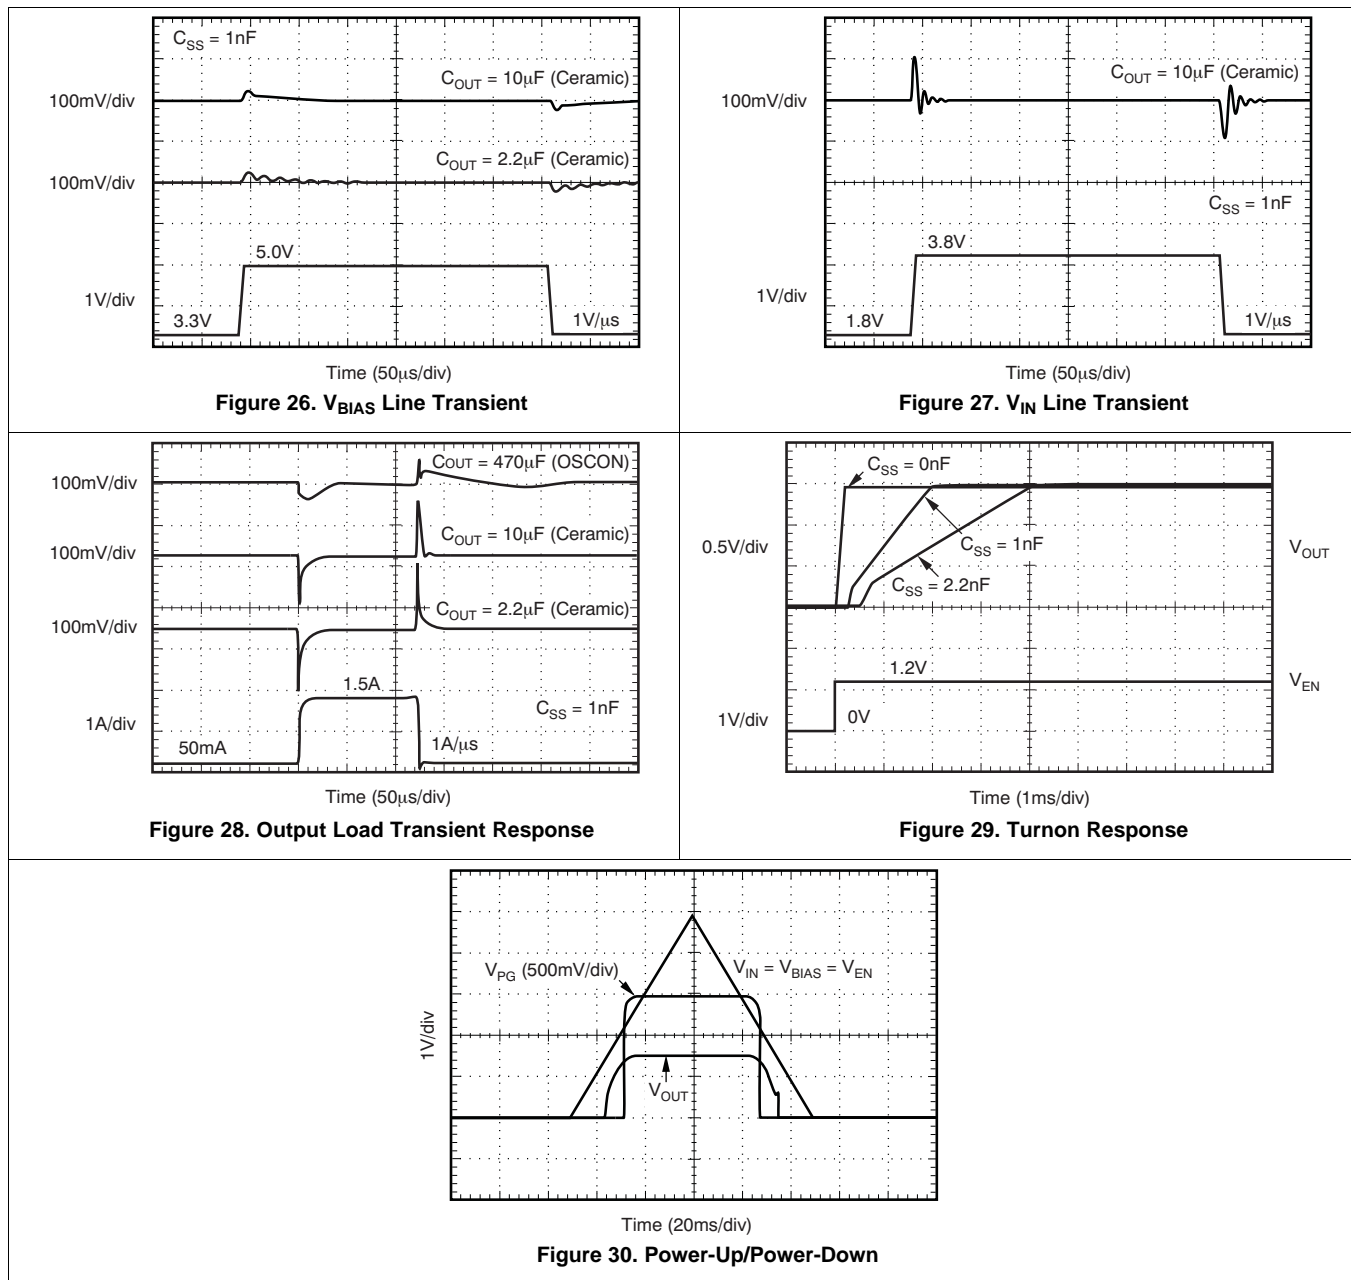 C_SS = 1nF
C_OUT = 10μF (Ceramic)
100mV/div
C_OUT = 2.2μF (Ceramic)
100mV/div
5.0V
1V/div
3.3V
1V/μs
Time (50μs/div)
Figure 26. V_BIAS Line Transient
C_OUT = 10μF (Ceramic)
100mV/div
C_SS = 1nF
3.8V
1V/div
1.8V
1V/μs
Time (50μs/div)
Figure 27. V_IN Line Transient
C_OUT = 470μF (OSCON)
100mV/div
C_OUT = 10μF (Ceramic)
100mV/div
C_OUT = 2.2μF (Ceramic)
100mV/div
1.5A
C_SS = 1nF
1A/div
50mA
1A/μs
Time (50μs/div)
Figure 28. Output Load Transient Response
C_SS = 0nF
0.5V/div
C_SS = 1nF
V_OUT
C_SS = 2.2nF
1.2V
V_EN
1V/div
0V
Time (1ms/div)
Figure 29. Turnon Response
V_PG (500mV/div)
V_IN = V_BIAS = V_EN
1V/div
V_OUT
Time (20ms/div)
Figure 30. Power-Up/Power-Down